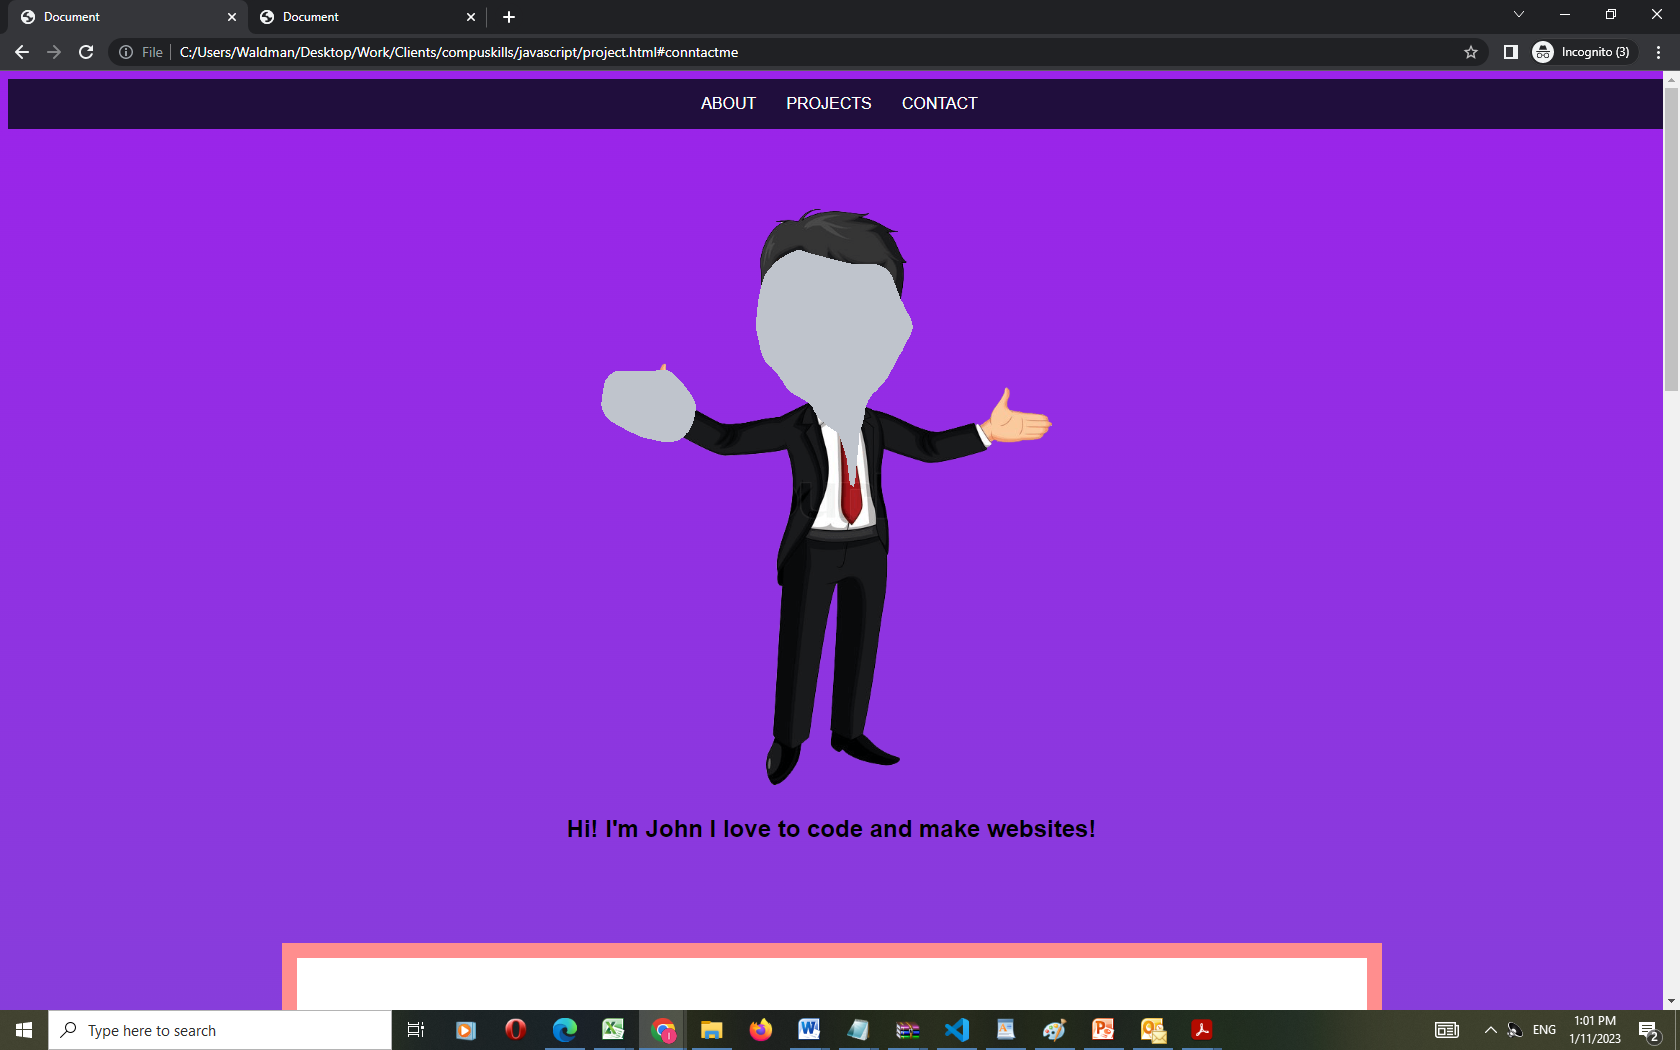 Document
Document
File
C:/Users/Waldman/Desktop/Work/Clients/compuskills/javascript/project.html#conntactme
Incognito (3)
ABOUT PROJECTS CONTACT
Hi! I'm John I love to code and make websites!
Type here to search
ENG
1:01 PM
1/11/2023
2